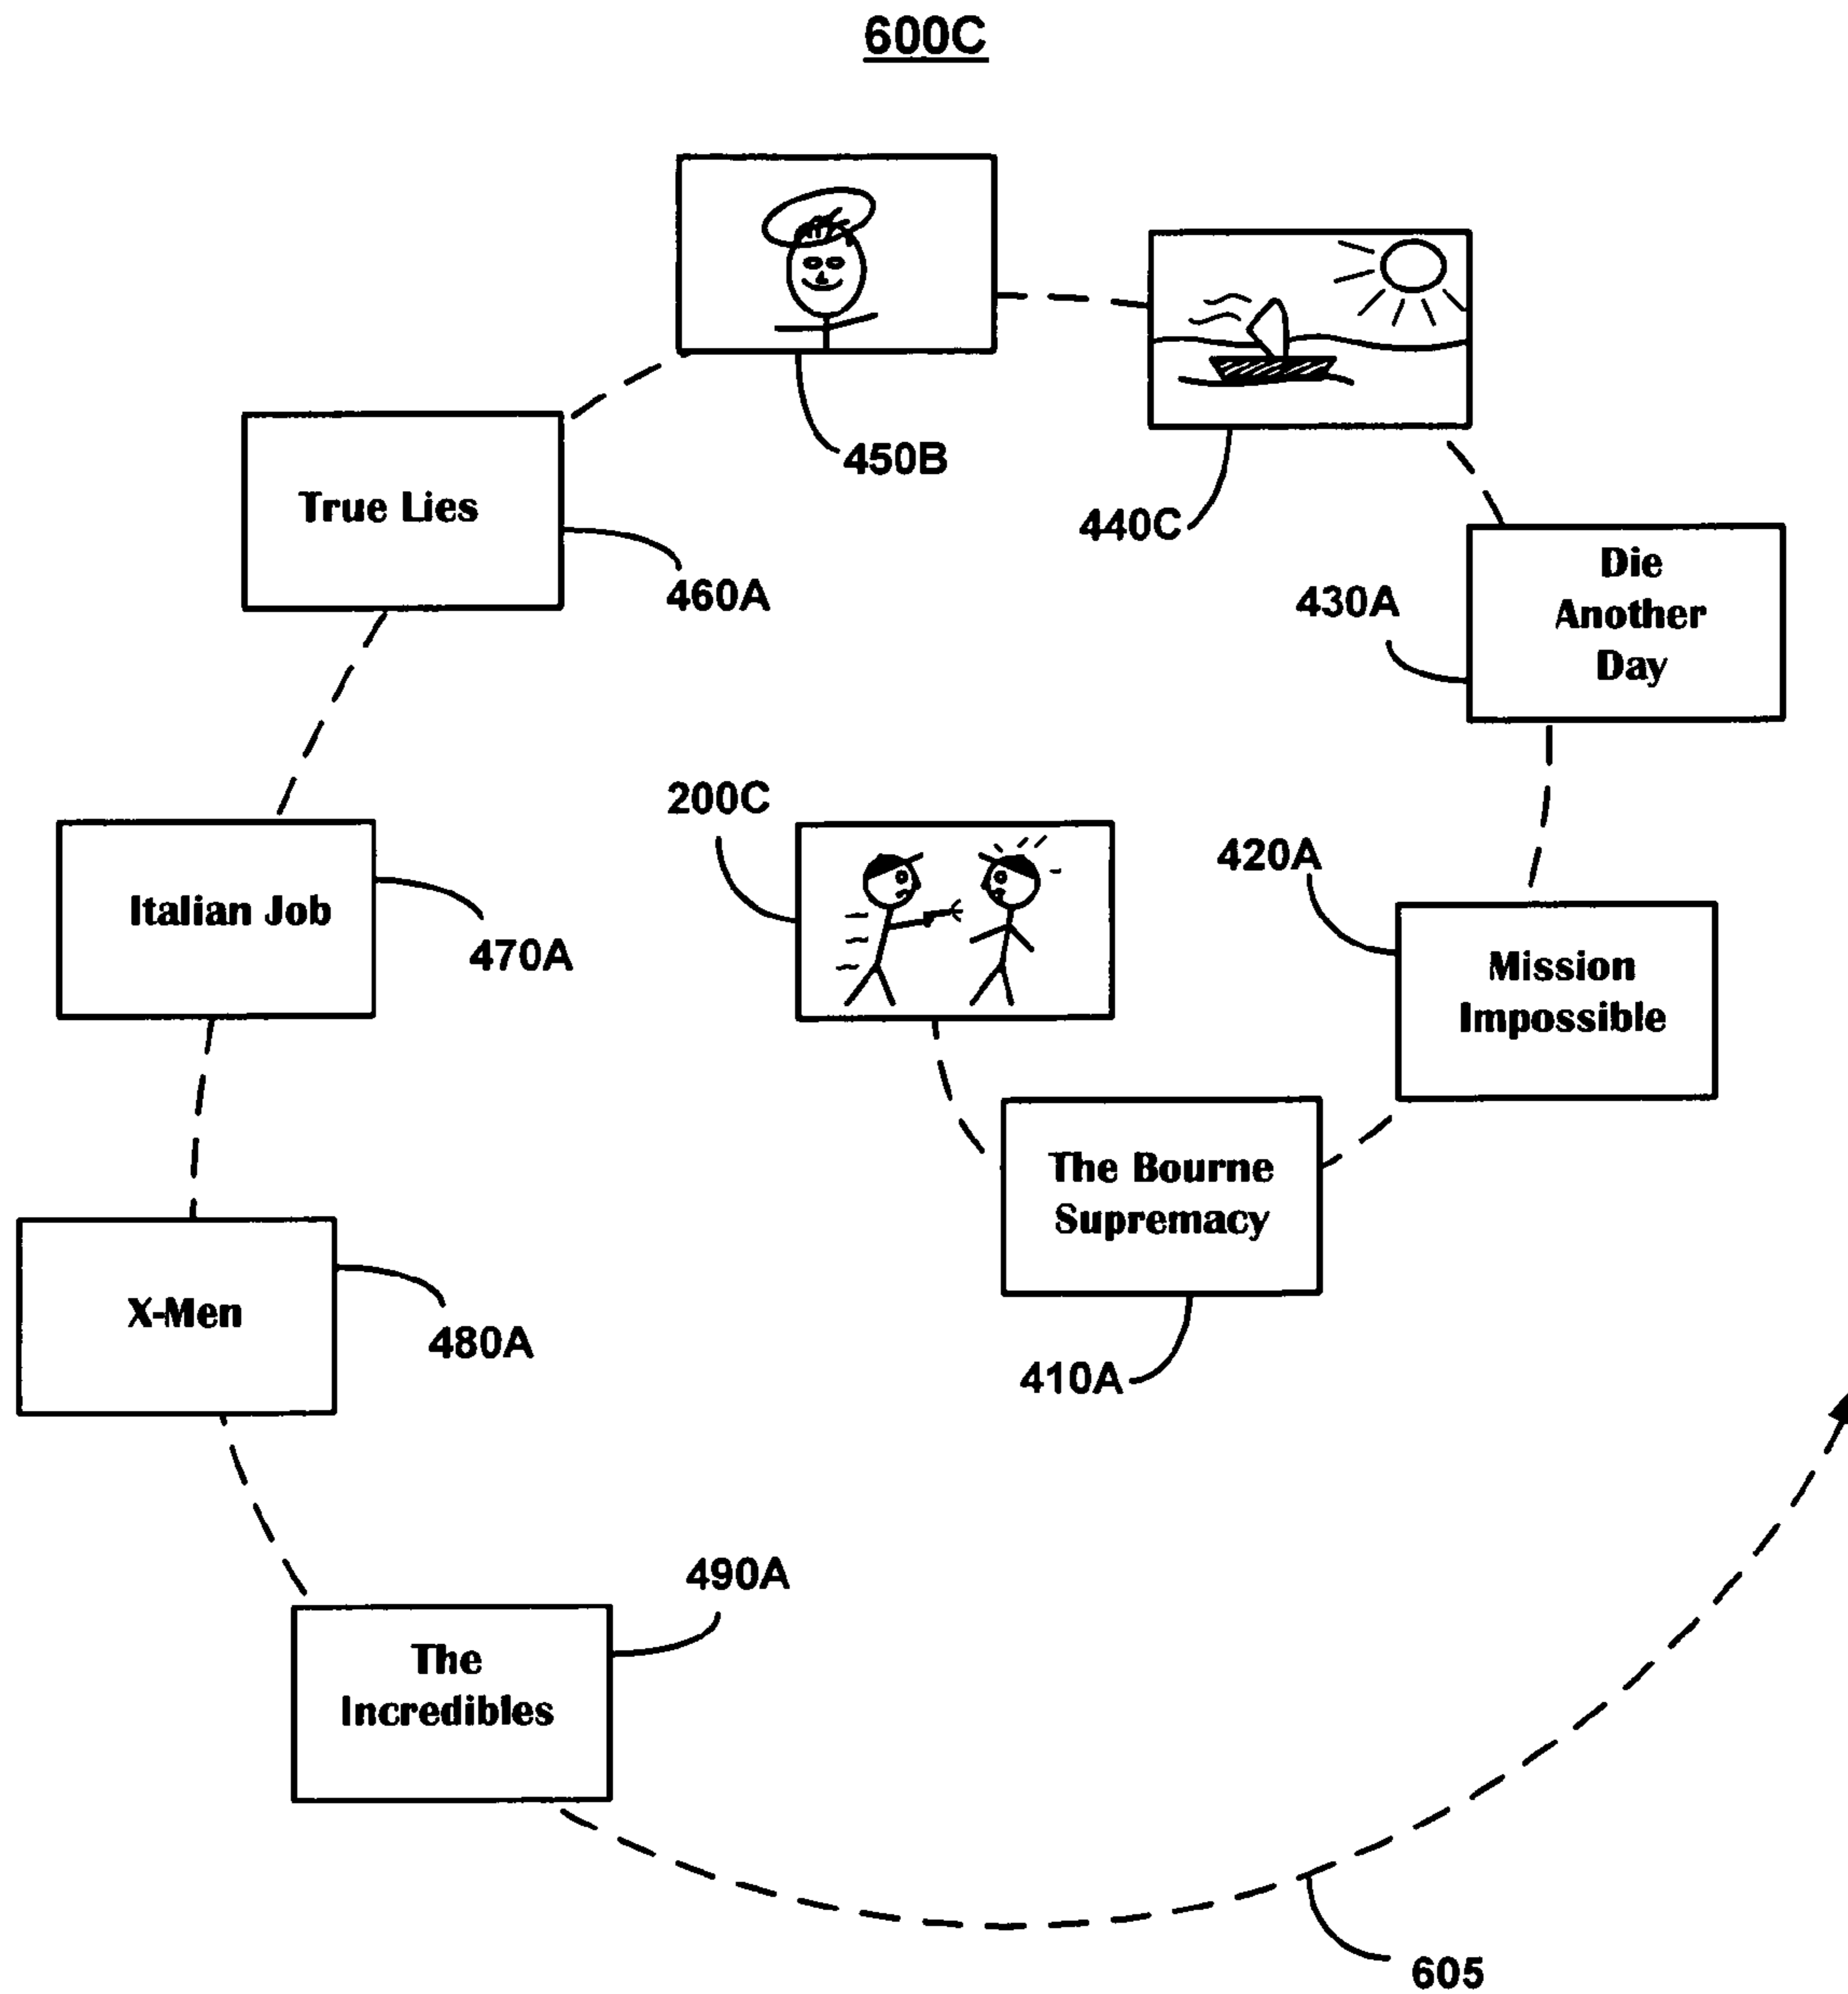 600C
450B
440C
True Lies
460A
Die
Another
Day
430A
200C
420A
Italian Job
470A
Mission
Impossible
The Bourne
Supremacy
410A
X-Men
480A
490A
The
Incredibles
605